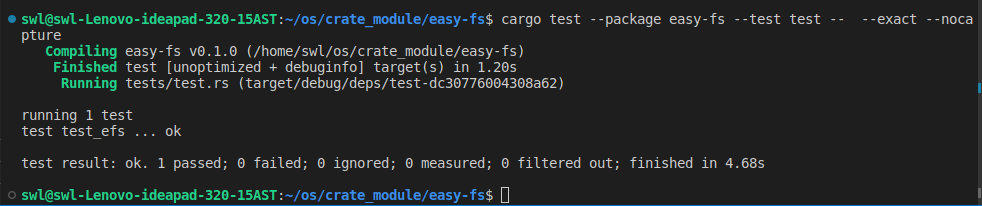 swl@swl-Lenovo-ideapad-320-15AST:~/os/crate_module/easy-fs$ cargo test --package easy-fs --test test --  --exact --noca
pture
   Compiling easy-fs v0.1.0 (/home/swl/os/crate_module/easy-fs)
    Finished test [unoptimized + debuginfo] target(s) in 1.20s
     Running tests/test.rs (target/debug/deps/test-dc30776004308a62)
running 1 test
test test_efs ... ok
test result: ok. 1 passed; 0 failed; 0 ignored; 0 measured; 0 filtered out; finished in 4.68s
swl@swl-Lenovo-ideapad-320-15AST:~/os/crate_module/easy-fs$